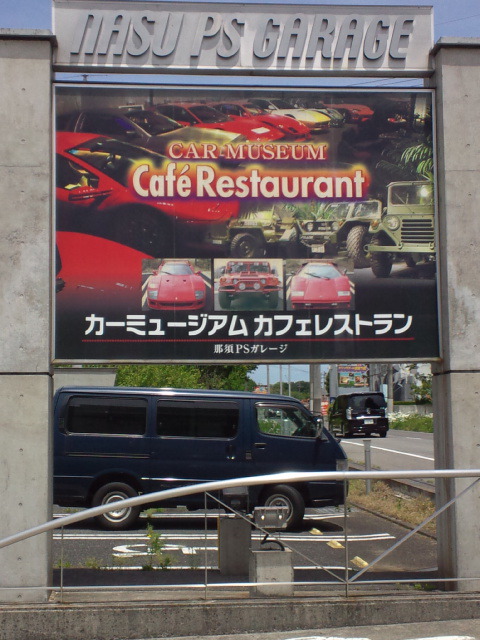 NASU PS GARAGE
CAR-MUSEUM
Café Restaurant
カーミュージアム カフェレストラン
那須PSガレージ